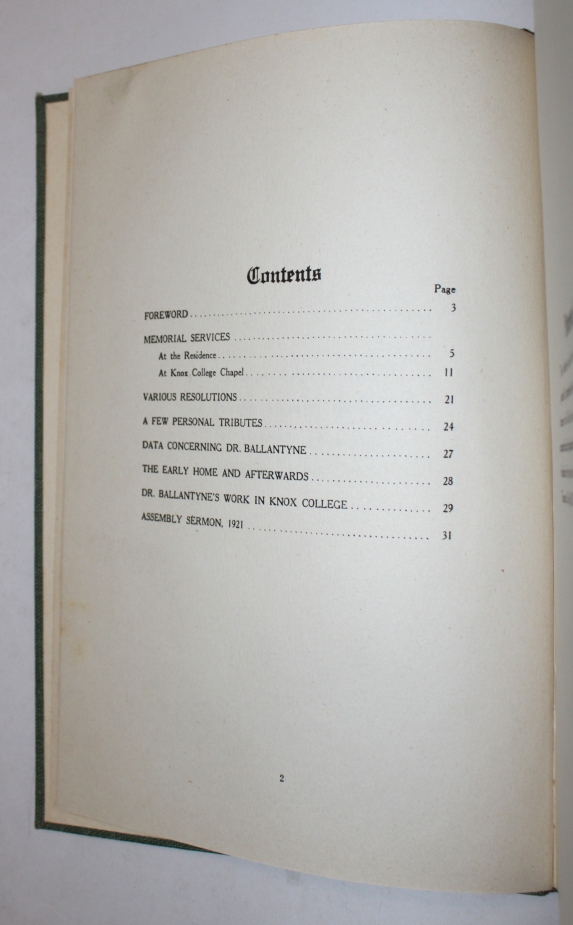 Contents
Page
FOREWORD 3
MEMORIAL SERVICES
At the Residence 5
At Knox College Chapel 11
VARIOUS RESOLUTIONS 21
A FEW PERSONAL TRIBUTES 24
DATA CONCERNING DR. BALLANTYNE 27
THE EARLY HOME AND AFTERWARDS 28
DR. BALLANTYNE'S WORK IN KNOX COLLEGE 29
ASSEMBLY SERMON, 1921 31
2